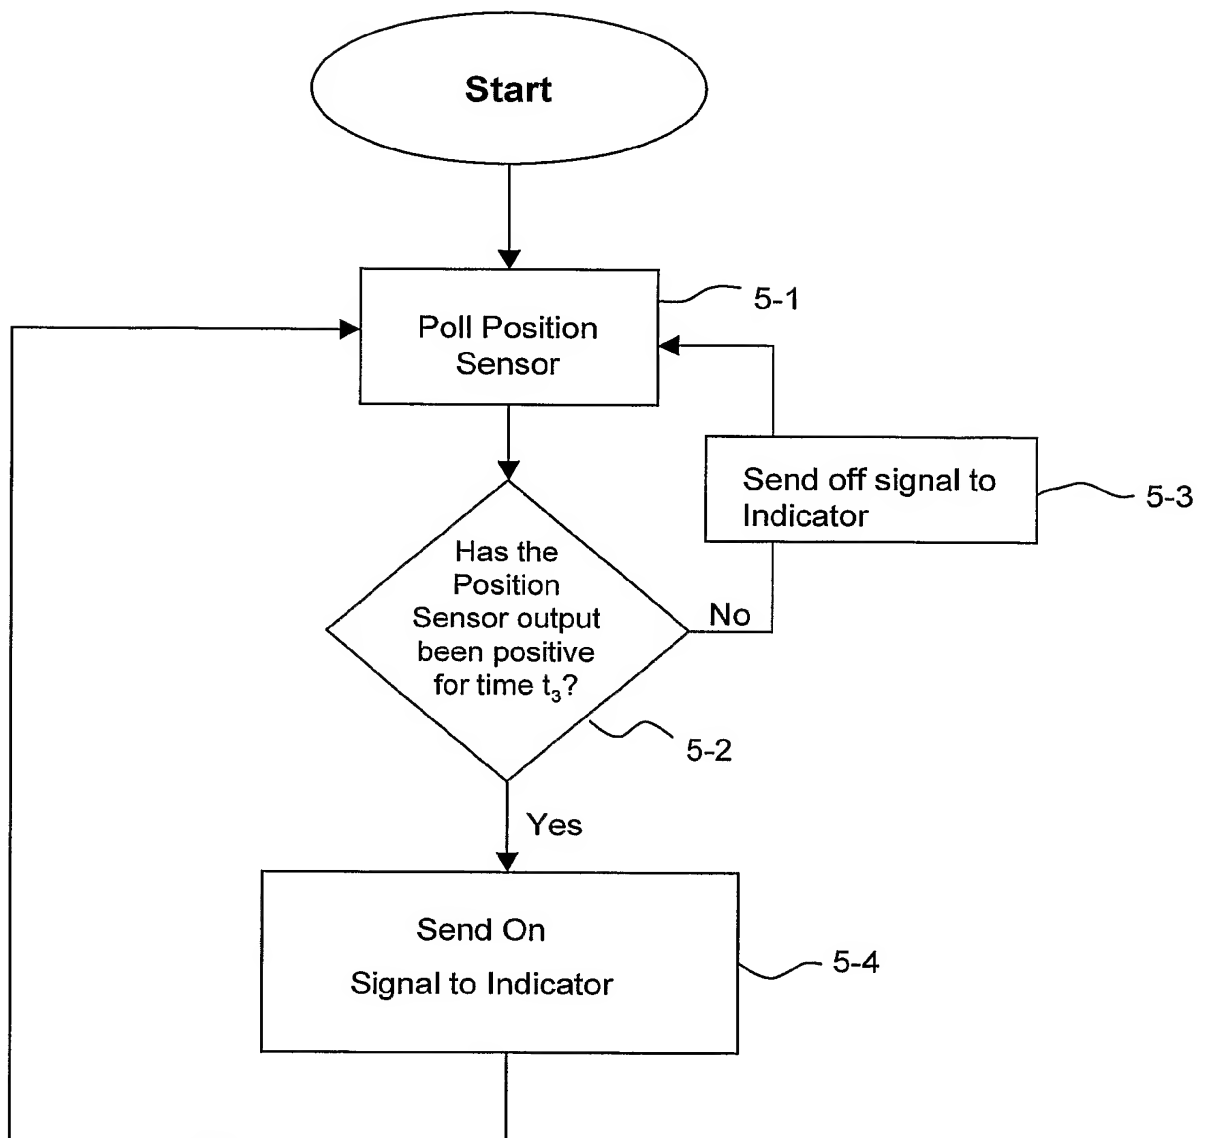 Start
5-1
Poll Position
Sensor
Send off signal to
Indicator
5-3
Has the
Position
Sensor output
been positive
for time t₃?
No
5-2
Yes
Send On
Signal to Indicator
5-4